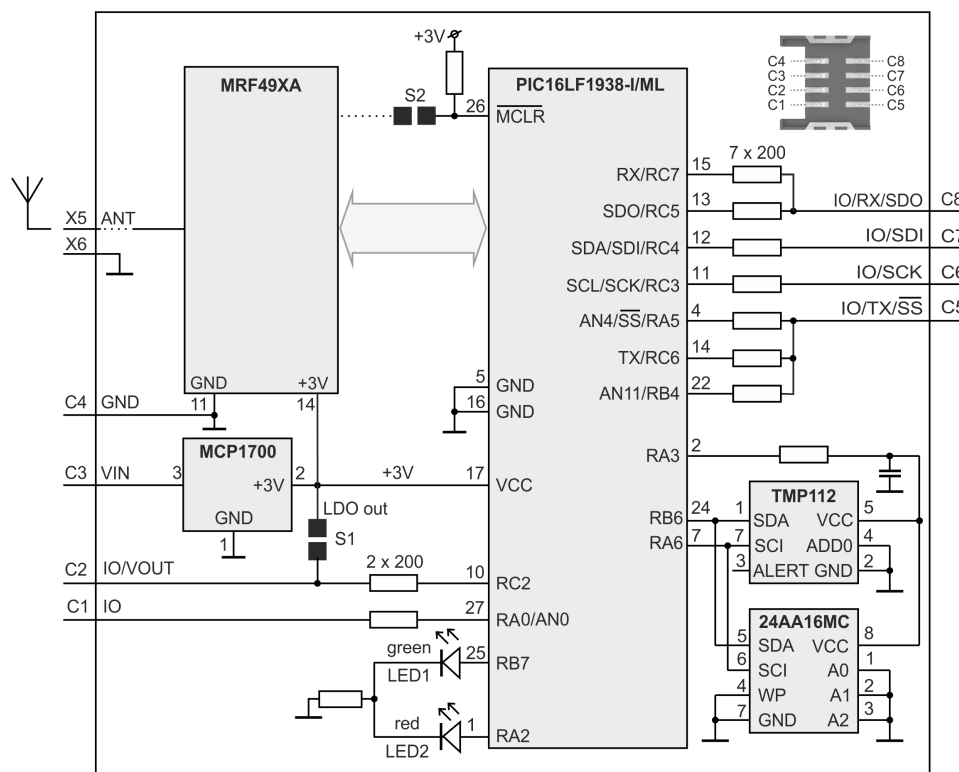 +3V
MRF49XA
PIC16LF1938-I/ML
S2
26
MCLR
C4
C8
C3
C7
C2
C6
C1
C5
7 x 200
RX/RC7
15
SDO/RC5
13
IO/RX/SDO
C8
X5
ANT
X6
SDA/SDI/RC4
12
IO/SDI
C7
SCL/SCK/RC3
11
IO/SCK
C6
AN4/SS/RA5
4
IO/TX/SS
C5
TX/RC6
14
AN11/RB4
22
GND
+3V
5
GND
16
GND
C4
GND
11
14
MCP1700
RA3
2
C3
VIN
3
+3V
2
+3V
17
VCC
GND
1
LDO out
S1
RB6
24
RA6
7
TMP112
1
SDA
VCC
5
7
SCI
ADD0
4
3
ALERT
GND
2
C2
IO/VOUT
2 x 200
10
RC2
C1
IO
27
RA0/AN0
24AA16MC
5
SDA
VCC
8
6
SCI
A0
1
4
WP
A1
2
7
GND
A2
3
green
LED1
25
RB7
red
LED2
1
RA2